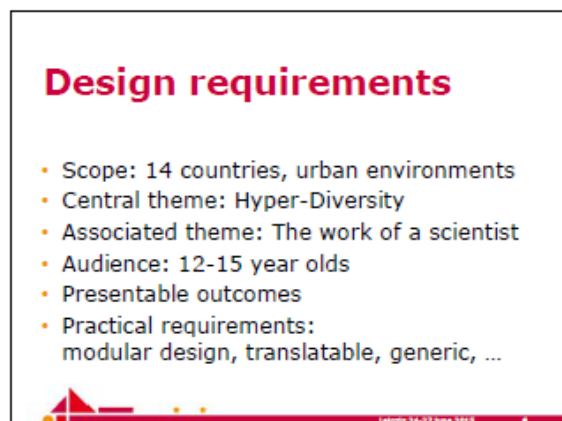 Design requirements
• Scope: 14 countries, urban environments
• Central theme: Hyper-Diversity
• Associated theme: The work of a scientist
• Audience: 12-15 year olds
• Presentable outcomes
• Practical requirements:
modular design, translatable, generic, ...